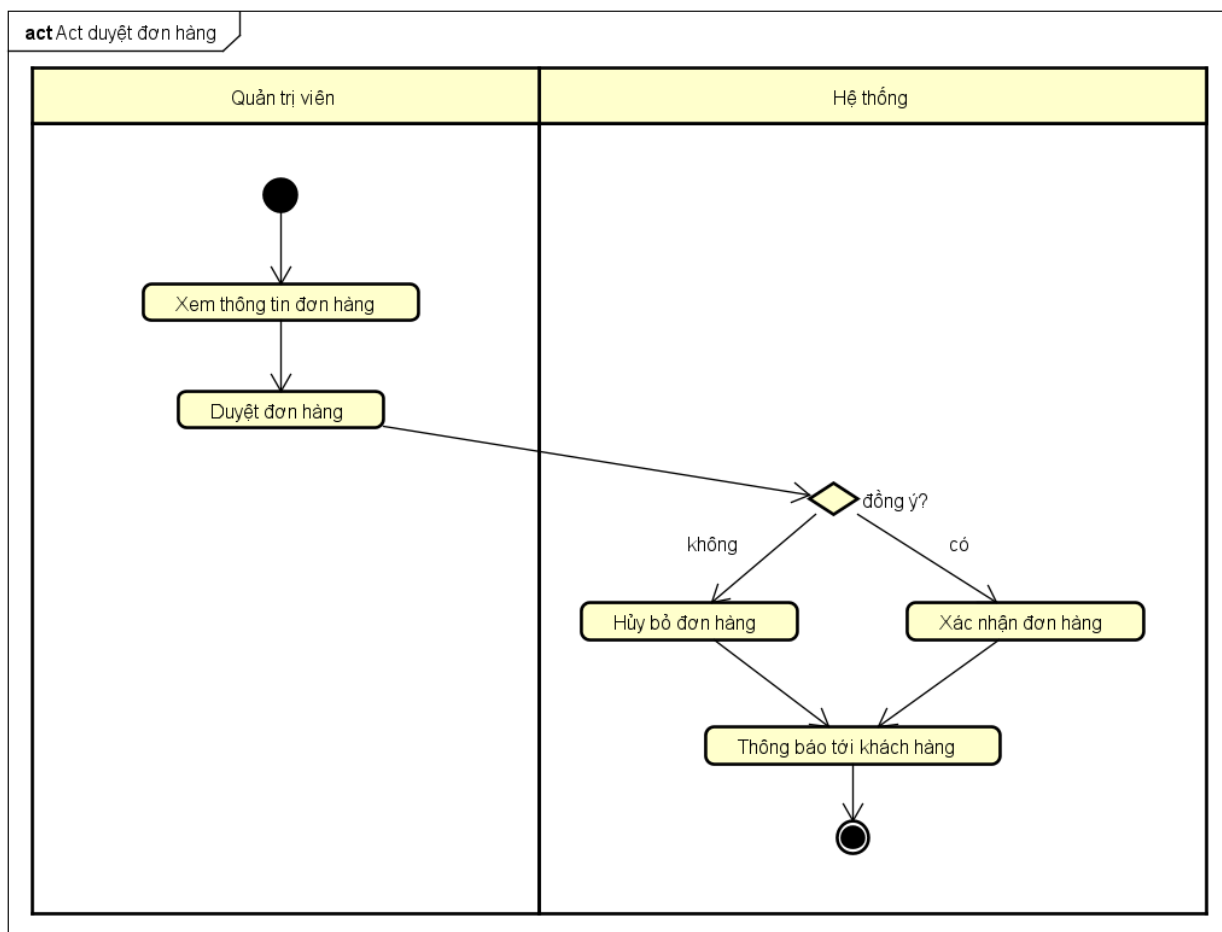 act Act duyệt đơn hàng
Quản trị viên
Hệ thống
Xem thông tin đơn hàng
Duyệt đơn hàng
đồng ý?
không
có
Hủy bỏ đơn hàng
Xác nhận đơn hàng
Thông báo tới khách hàng